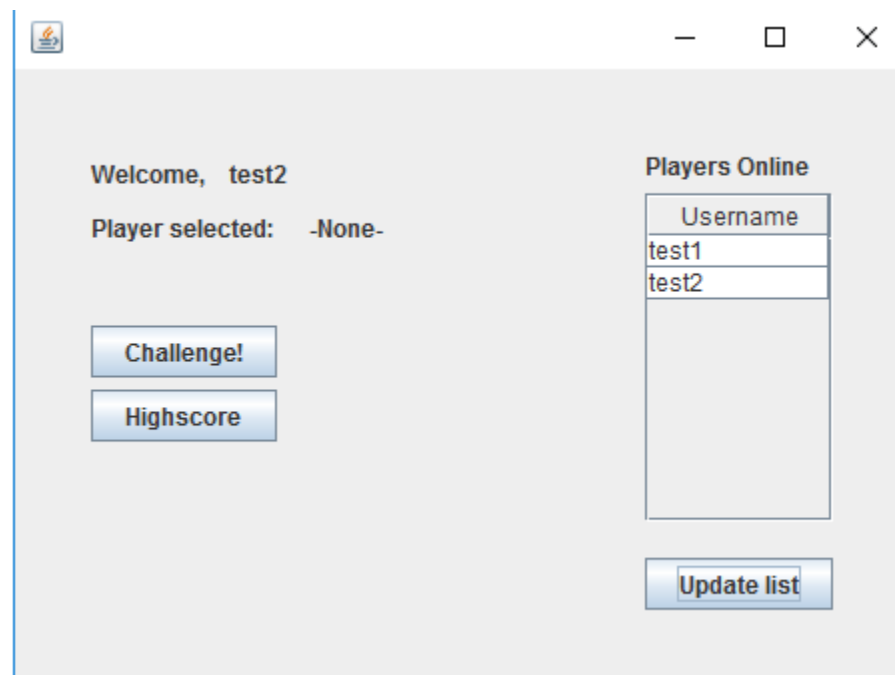 Welcome, test2
Player selected: -None-
Challenge!
Highscore
Players Online
Username
test1
test2
Update list